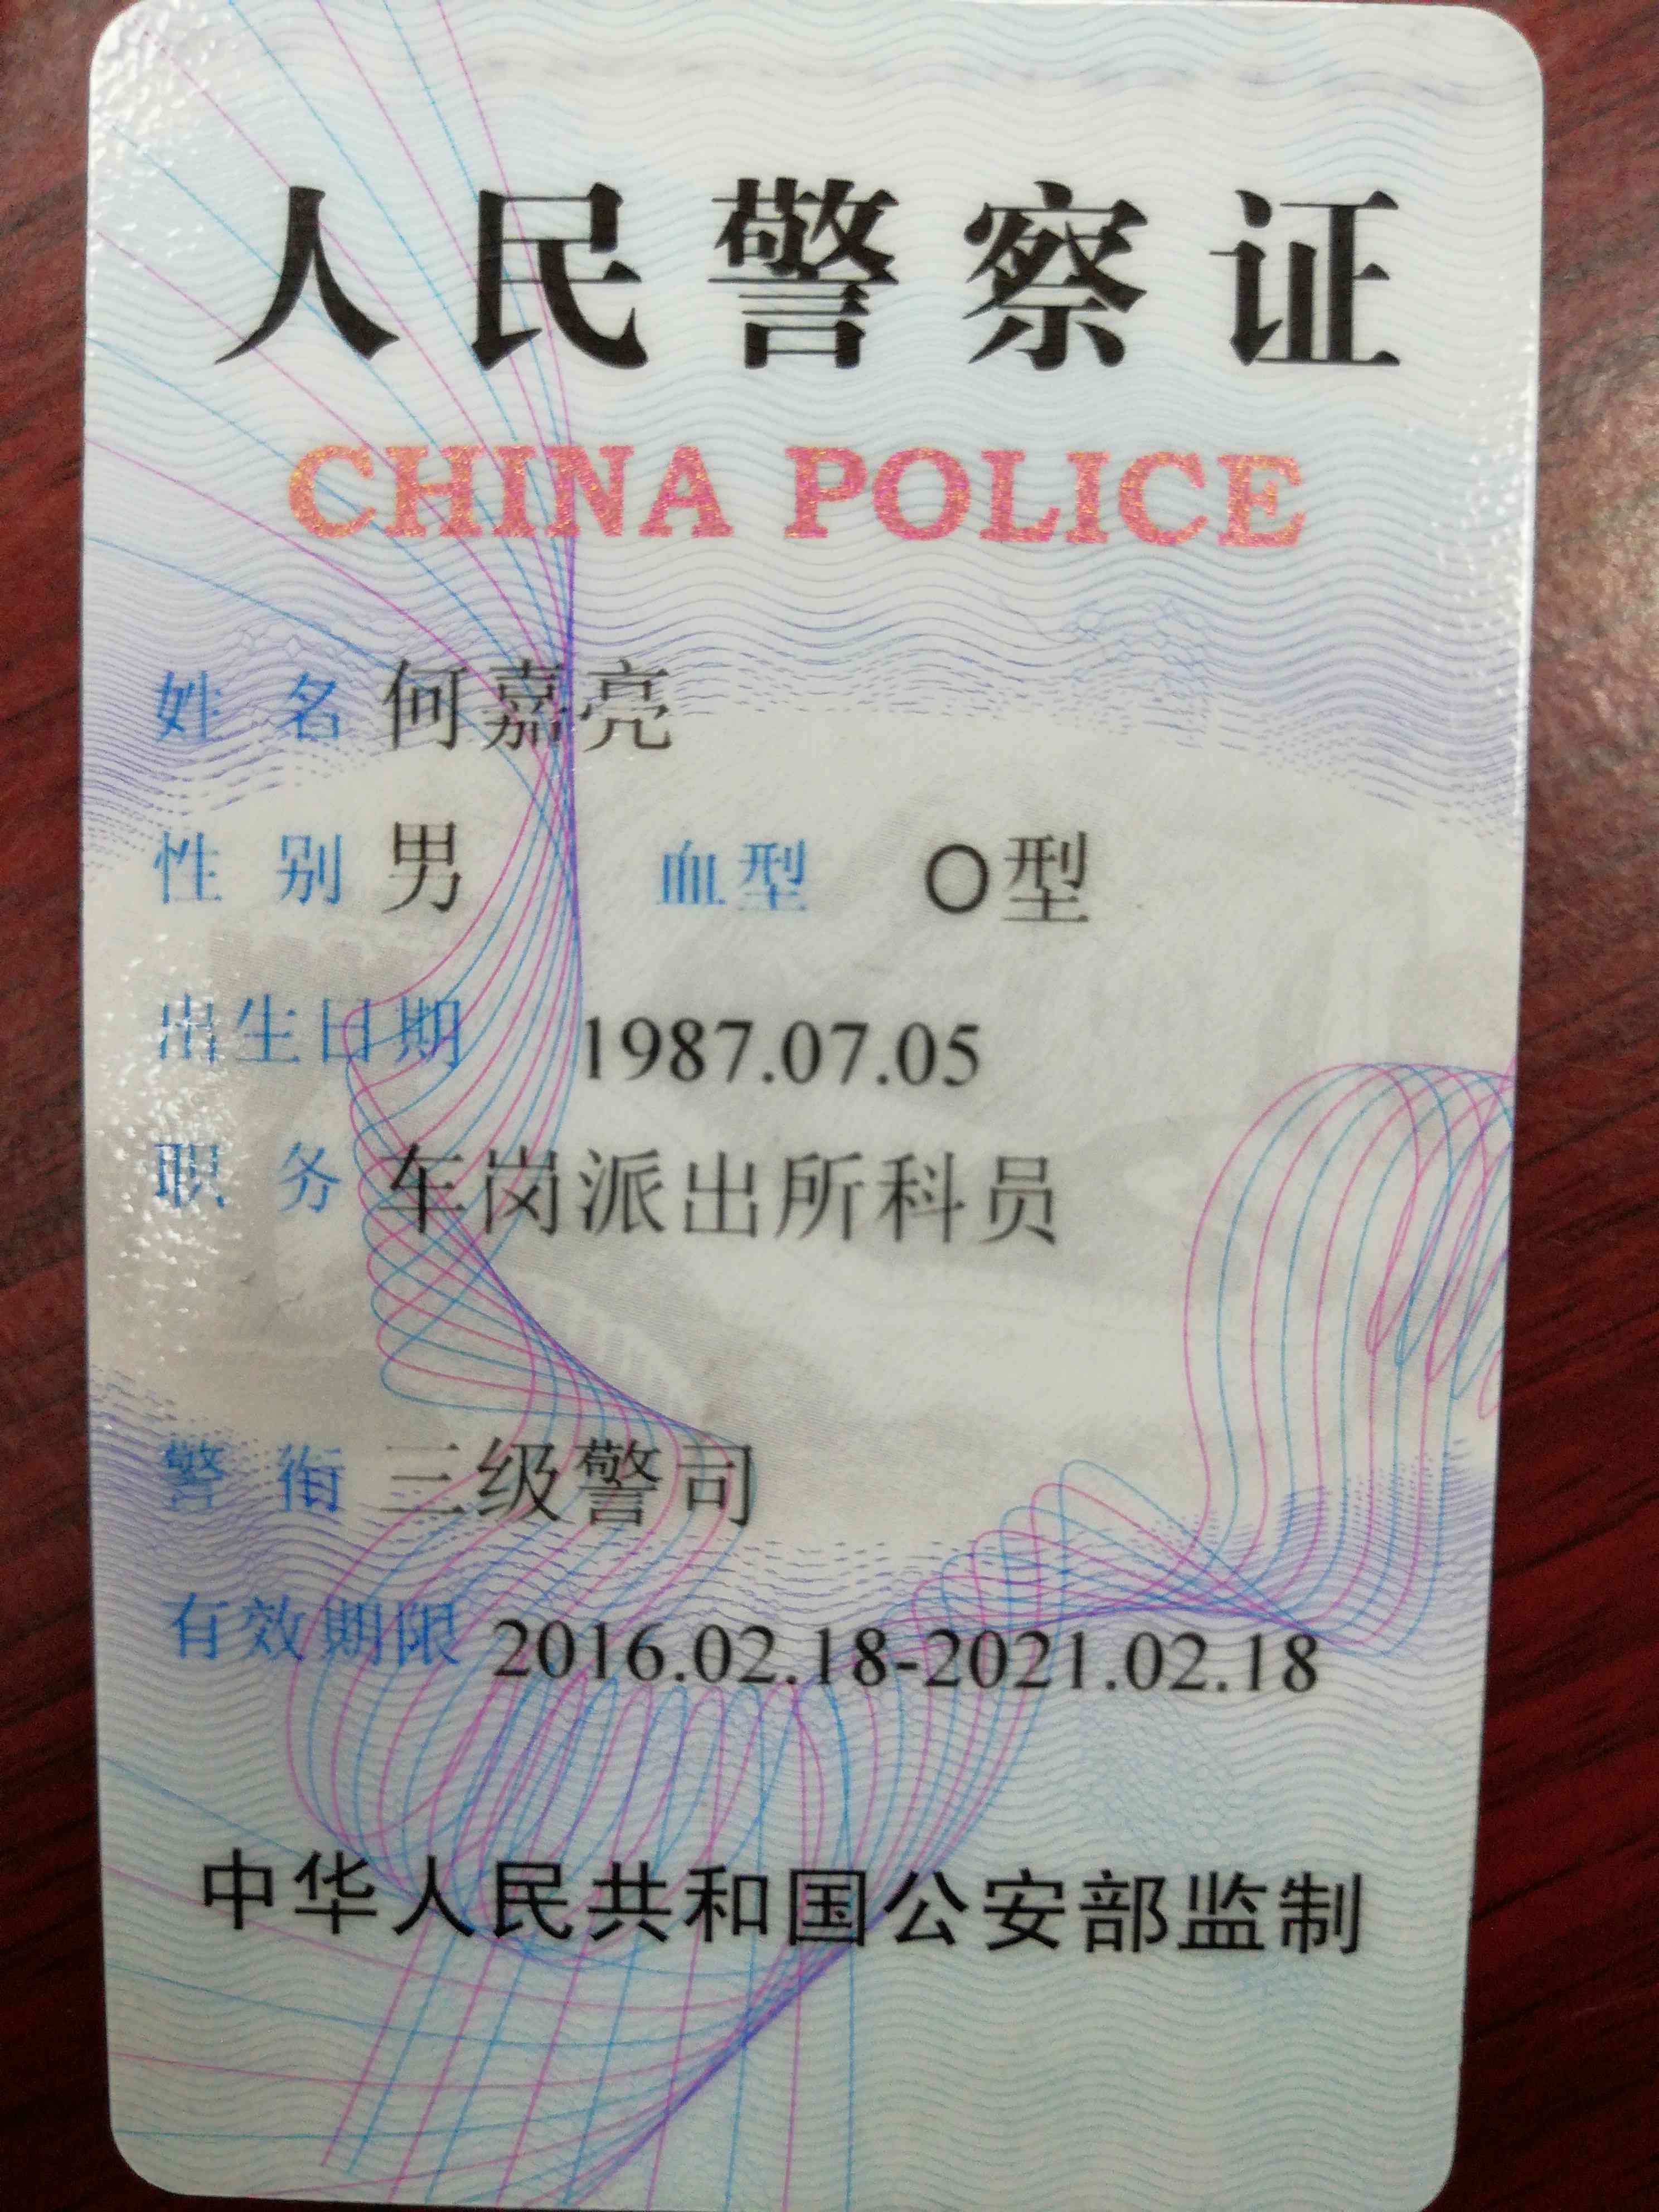 人民警察证
CHINA POLICE
姓名 何嘉亮
性别 男 血型 O型
出生日期 1987.07.05
职务 车岗派出所科员
警衔 三级警司
有效期限 2016.02.18-2021.02.18
中华人民共和国公安部监制